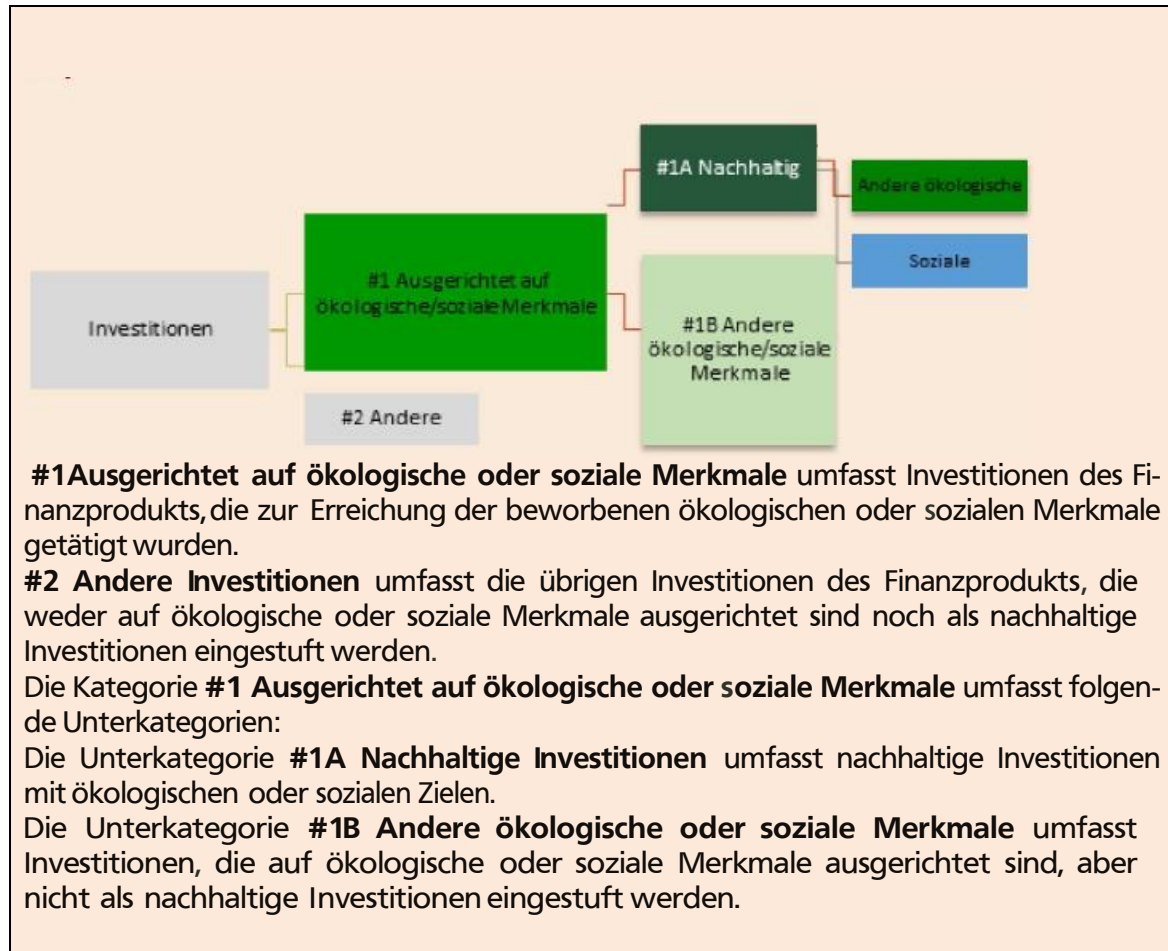 #1A Nachhaltig
Andere ökologische
Soziale
#1 Ausgerichtet auf
ökologische/soziale Merkmale
Investitionen
#1B Andere
ökologische/soziale
Merkmale
#2 Andere
#1Ausgerichtet auf ökologische oder soziale Merkmale umfasst Investitionen des Fi-
nanzprodukts, die zur Erreichung der beworbenen ökologischen oder sozialen Merkmale
getätigt wurden.
#2 Andere Investitionen umfasst die übrigen Investitionen des Finanzprodukts, die
weder auf ökologische oder soziale Merkmale ausgerichtet sind noch als nachhaltige
Investitionen eingestuft werden.
Die Kategorie #1 Ausgerichtet auf ökologische oder soziale Merkmale umfasst folgen-
de Unterkategorien:
Die Unterkategorie #1A Nachhaltige Investitionen umfasst nachhaltige Investitionen
mit ökologischen oder sozialen Zielen.
Die Unterkategorie #1B Andere ökologische oder soziale Merkmale umfasst
Investitionen, die auf ökologische oder soziale Merkmale ausgerichtet sind, aber
nicht als nachhaltige Investitionen eingestuft werden.